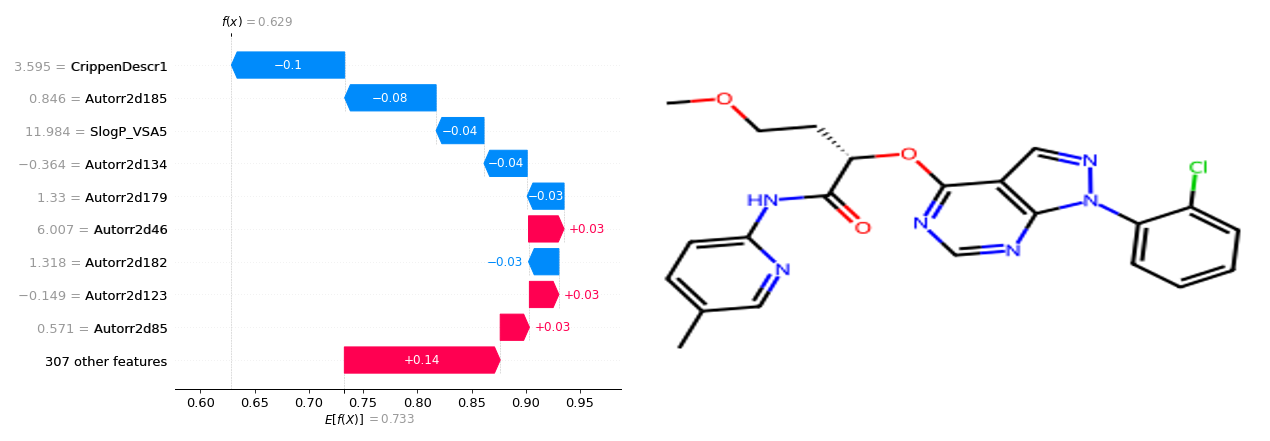 f(x) = 0.629
3.595 = CrippenDescr1
−0.1
0.846 = Autorr2d185
−0.08
11.984 = SlogP_VSA5
−0.04
−0.364 = Autorr2d134
−0.04
1.33 = Autorr2d179
−0.03
6.007 = Autorr2d46
+0.03
1.318 = Autorr2d182
−0.03
−0.149 = Autorr2d123
+0.03
0.571 = Autorr2d85
+0.03
307 other features
+0.14
0.60 0.65 0.70 0.75 0.80 0.85 0.90 0.95
E[f(X)] = 0.733
O
O
N
Cl
HN
N
N
O
N
N